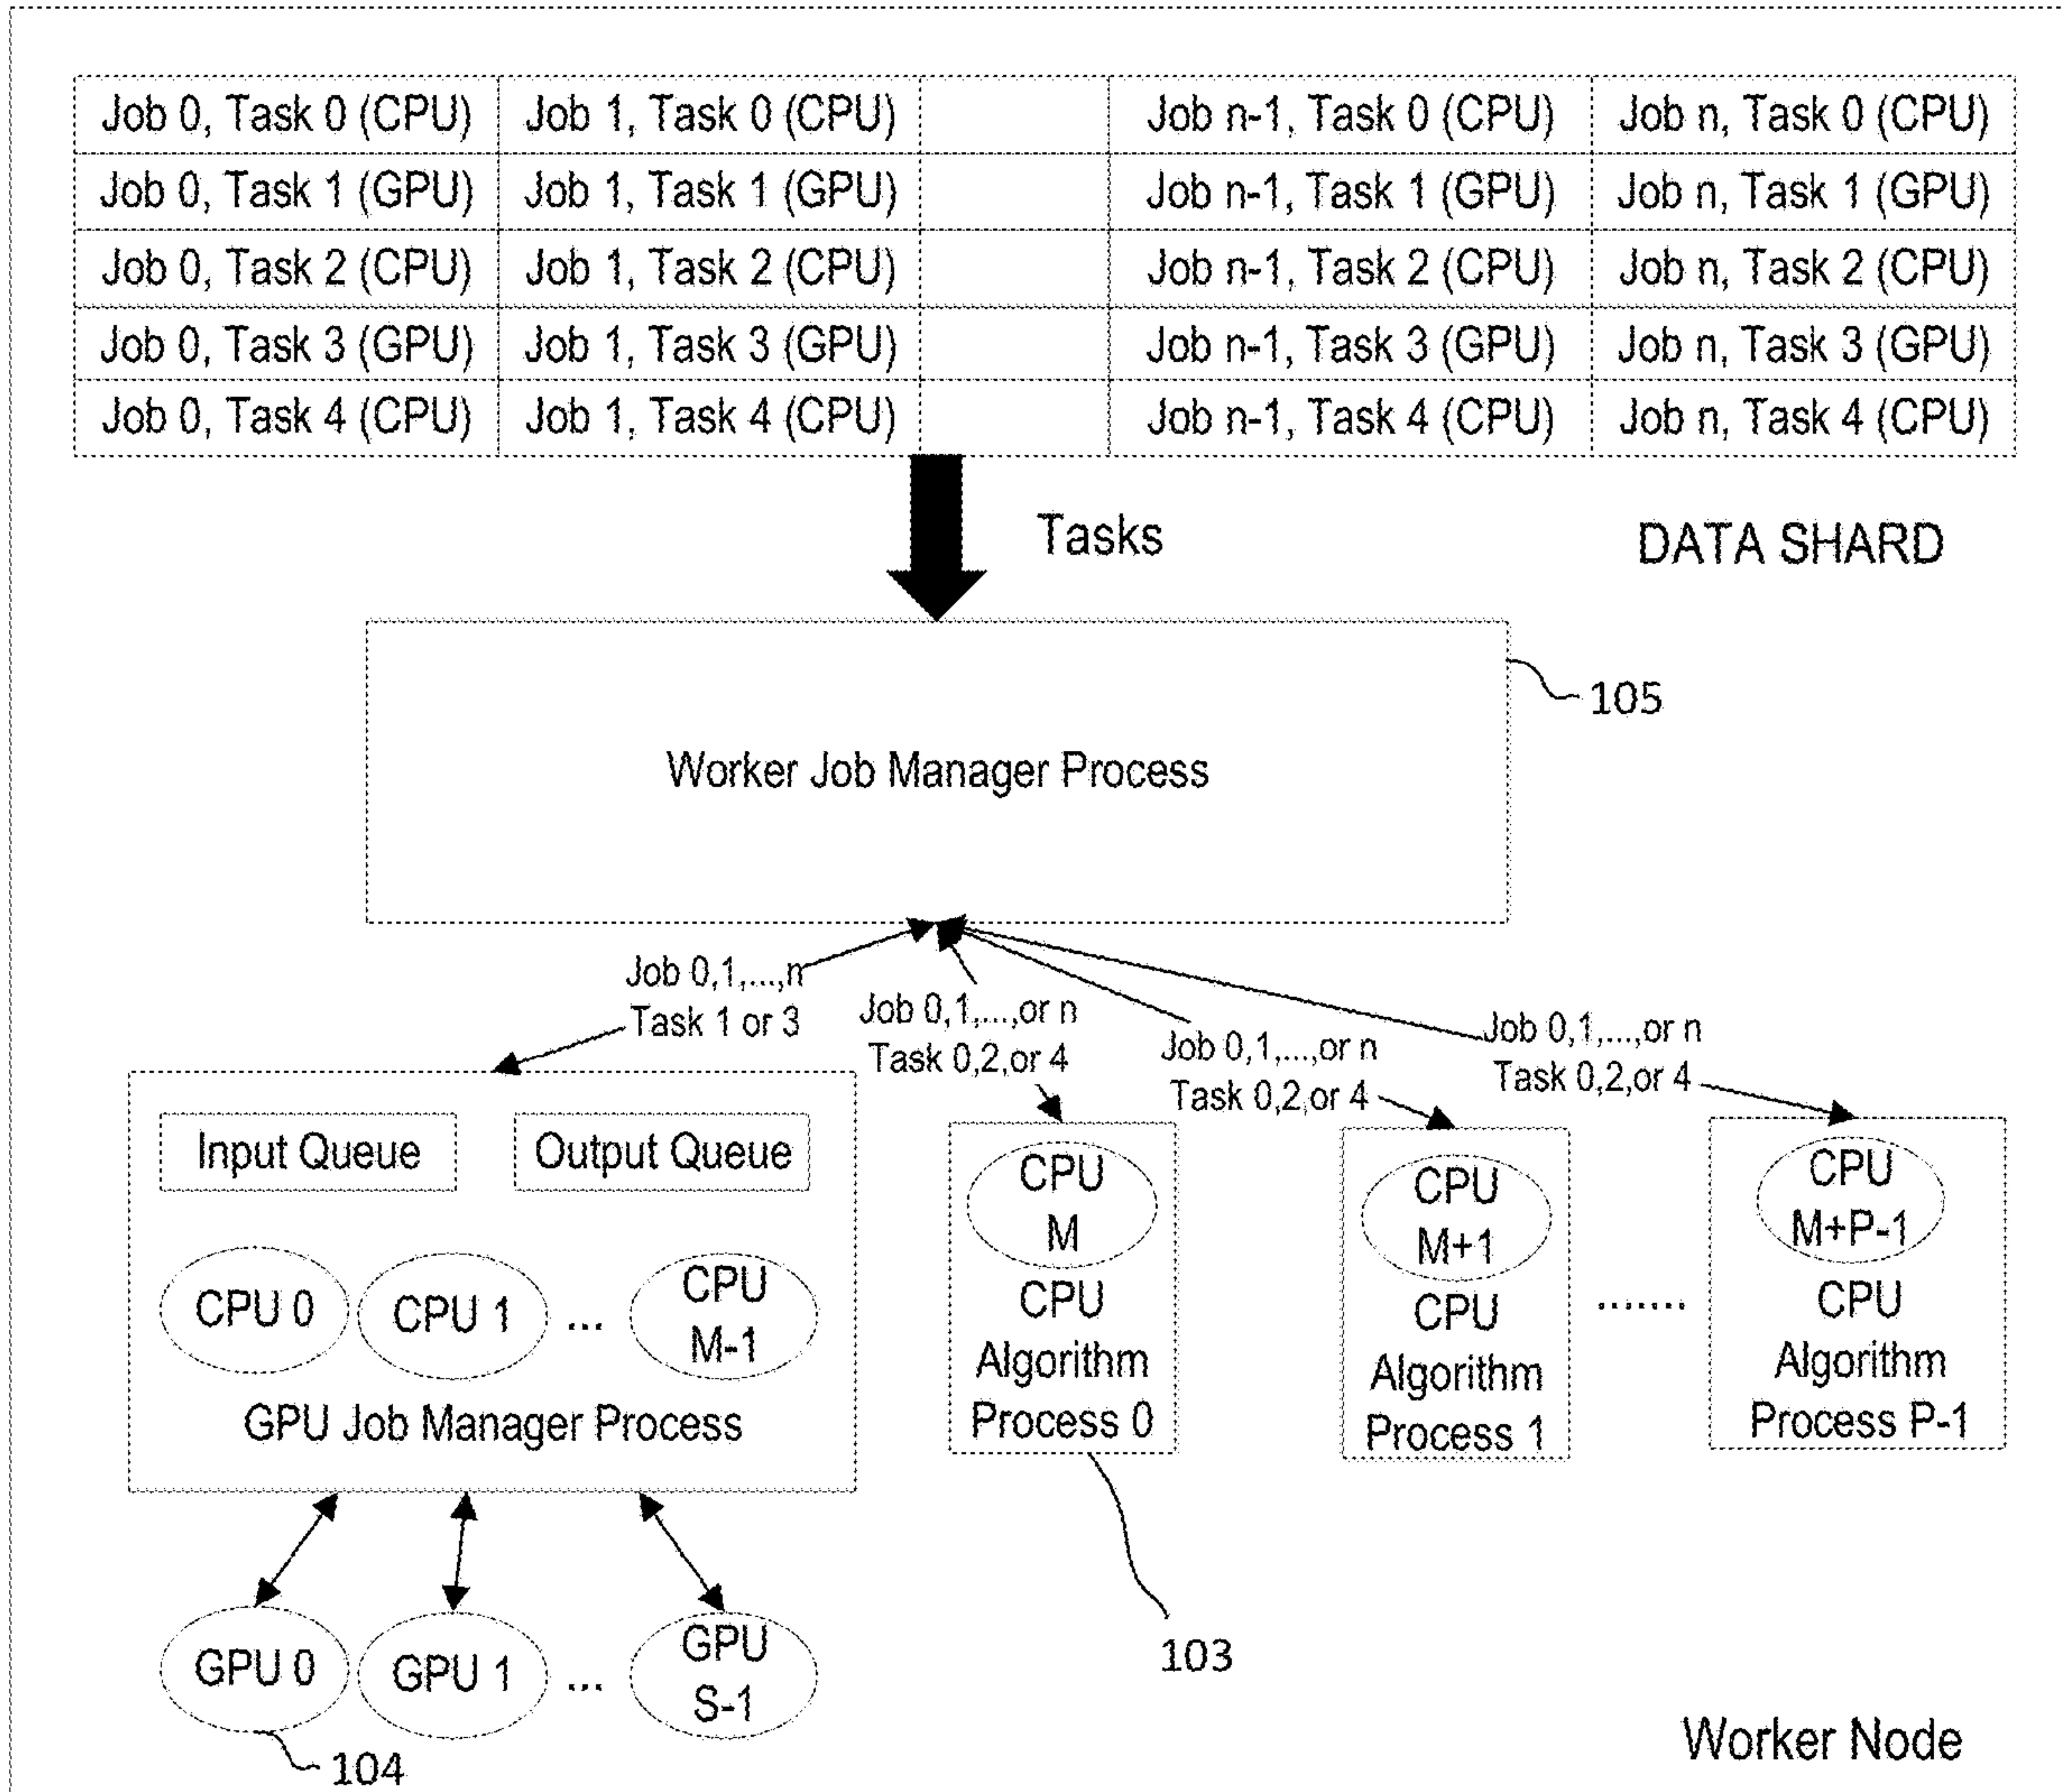 Job 0, Task 0 (CPU) Job 1, Task 0 (CPU) Job n-1, Task 0 (CPU) Job n, Task 0 (CPU)
Job 0, Task 1 (GPU) Job 1, Task 1 (GPU) Job n-1, Task 1 (GPU) Job n, Task 1 (GPU)
Job 0, Task 2 (CPU) Job 1, Task 2 (CPU) Job n-1, Task 2 (CPU) Job n, Task 2 (CPU)
Job 0, Task 3 (GPU) Job 1, Task 3 (GPU) Job n-1, Task 3 (GPU) Job n, Task 3 (GPU)
Job 0, Task 4 (CPU) Job 1, Task 4 (CPU) Job n-1, Task 4 (CPU) Job n, Task 4 (CPU)
Tasks
DATA SHARD
Worker Job Manager Process
105
Job 0,1,...,n
Task 1 or 3
Job 0,1,...,or n
Task 0,2,or 4
Job 0,1,...,or n
Task 0,2,or 4
Job 0,1,...,or n
Task 0,2,or 4
Input Queue
Output Queue
CPU 0
CPU 1
...
CPU
M-1
GPU Job Manager Process
CPU
M
CPU
Algorithm
Process 0
CPU
M+1
CPU
Algorithm
Process 1
.......
CPU
M+P-1
CPU
Algorithm
Process P-1
GPU 0
GPU 1
...
GPU
S-1
103
104
Worker Node